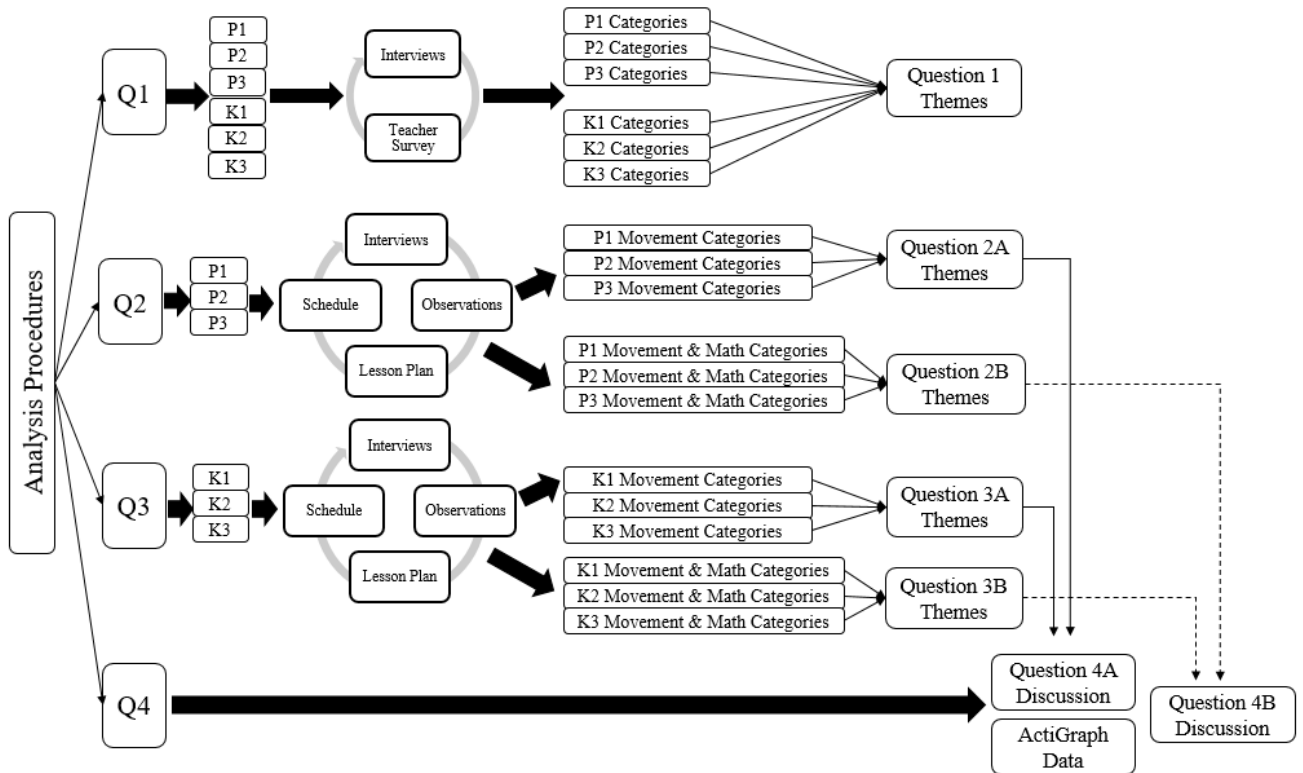 Analysis Procedures
Q1
P1
P2
P3
K1
K2
K3
Interviews
Teacher
Survey
P1 Categories
P2 Categories
P3 Categories
K1 Categories
K2 Categories
K3 Categories
Question 1
Themes
Q2
P1
P2
P3
Interviews
Schedule
Observations
Lesson Plan
P1 Movement Categories
P2 Movement Categories
P3 Movement Categories
Question 2A
Themes
P1 Movement & Math Categories
P2 Movement & Math Categories
P3 Movement & Math Categories
Question 2B
Themes
Q3
K1
K2
K3
Interviews
Schedule
Observations
Lesson Plan
K1 Movement Categories
K2 Movement Categories
K3 Movement Categories
Question 3A
Themes
K1 Movement & Math Categories
K2 Movement & Math Categories
K3 Movement & Math Categories
Question 3B
Themes
Q4
Question 4A
Discussion
ActiGraph
Data
Question 4B
Discussion